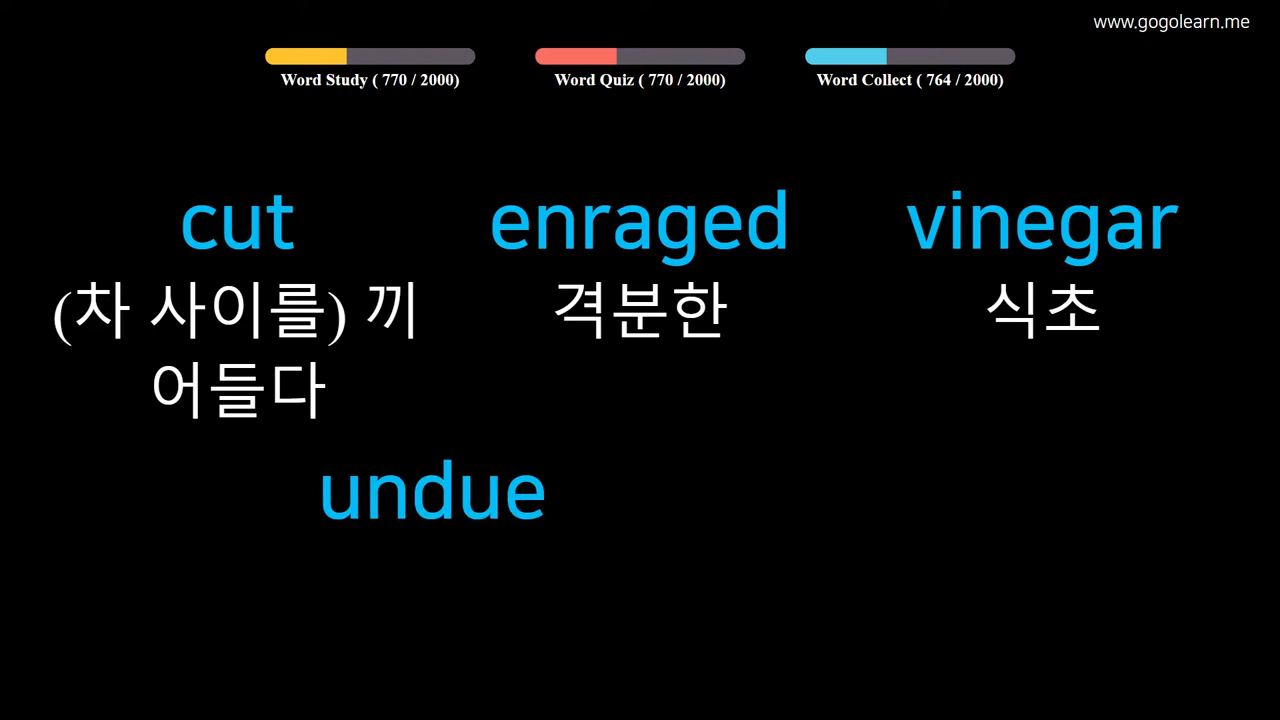 www.gogolearn.me
Word Study ( 770 / 2000)
Word Quiz ( 770 / 2000)
Word Collect ( 764 / 2000)
cut
(차 사이를) 끼
어들다
enraged
격분한
vinegar
식초
undue